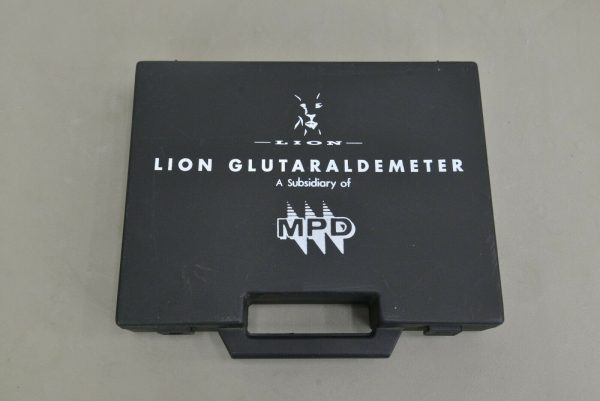 LION
LION GLUTARALDEMETER
A Subsidiary of
MPD